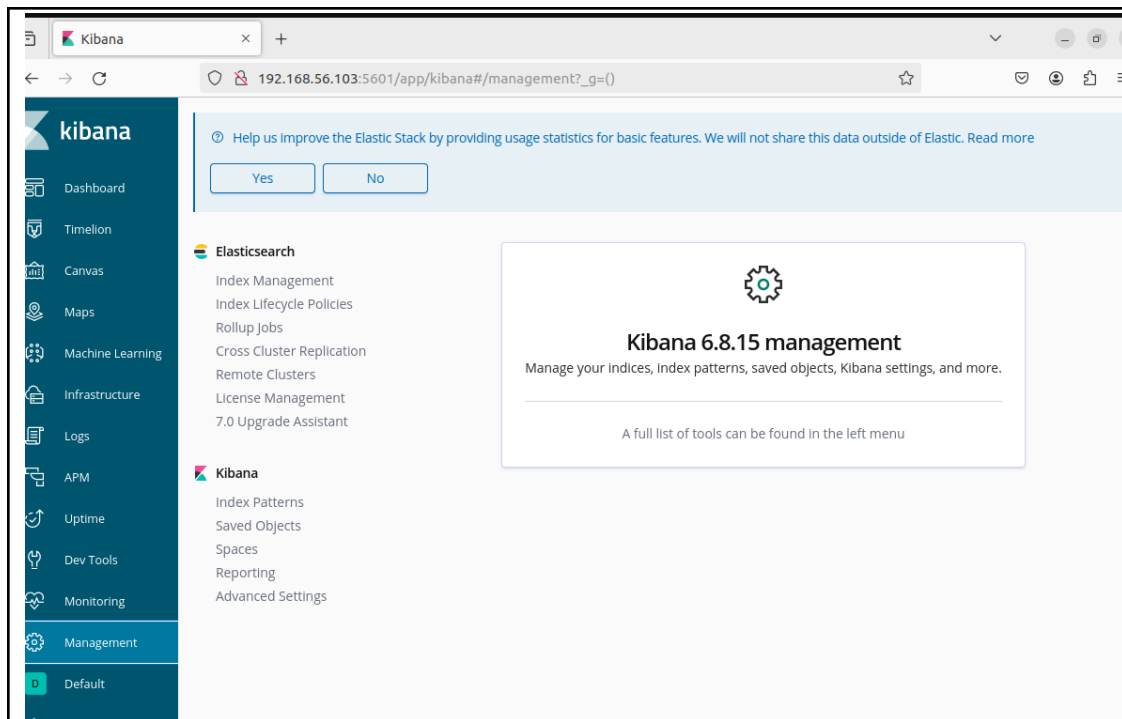 Kibana
192.168.56.103:5601/app/kibana#/management?_g=()
kibana
Dashboard
Timelion
Canvas
Maps
Machine Learning
Infrastructure
Logs
APM
Uptime
Dev Tools
Monitoring
Management
D Default
Help us improve the Elastic Stack by providing usage statistics for basic features. We will not share this data outside of Elastic. Read more
Yes No
Elasticsearch
Index Management
Index Lifecycle Policies
Rollup Jobs
Cross Cluster Replication
Remote Clusters
License Management
7.0 Upgrade Assistant
Kibana
Index Patterns
Saved Objects
Spaces
Reporting
Advanced Settings
Kibana 6.8.15 management
Manage your indices, index patterns, saved objects, Kibana settings, and more.
A full list of tools can be found in the left menu